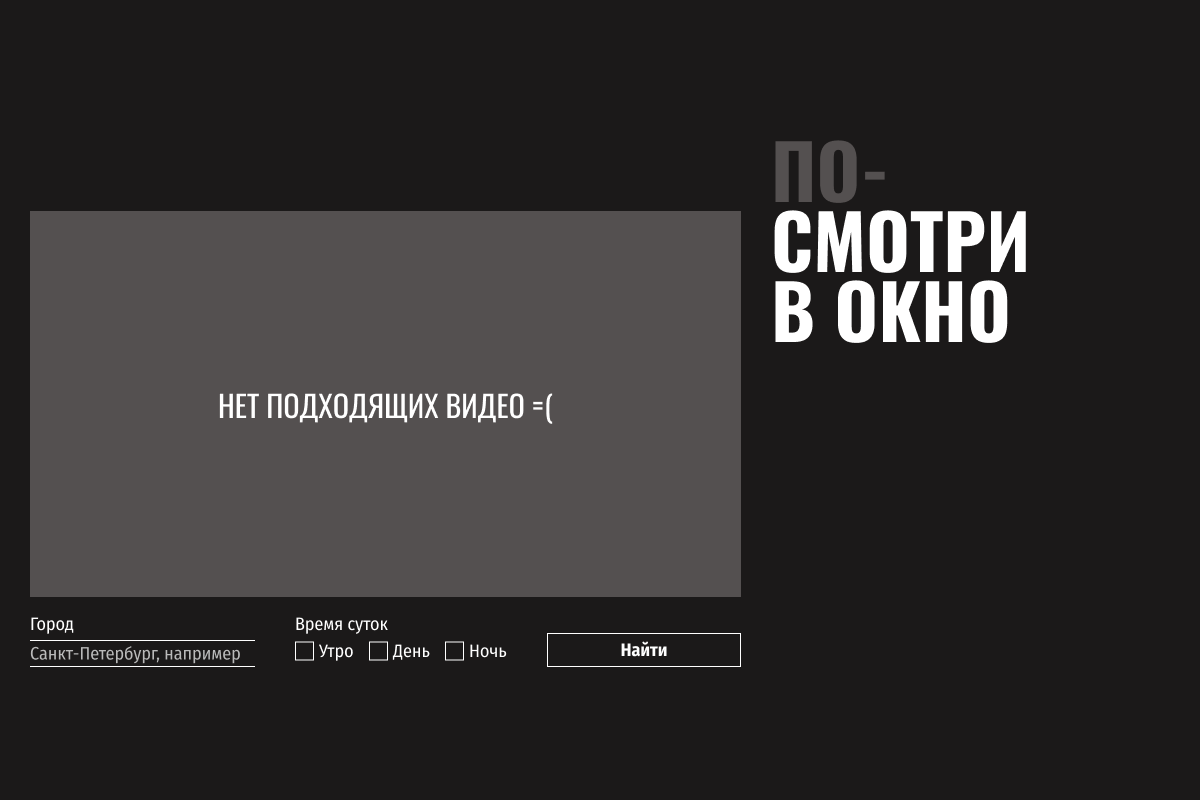 ПО-
СМОТРИ
В ОКНО
НЕТ ПОДХОДЯЩИХ ВИДЕО =(
Город
Санкт-Петербург, например
Время суток
Утро День Ночь
Найти